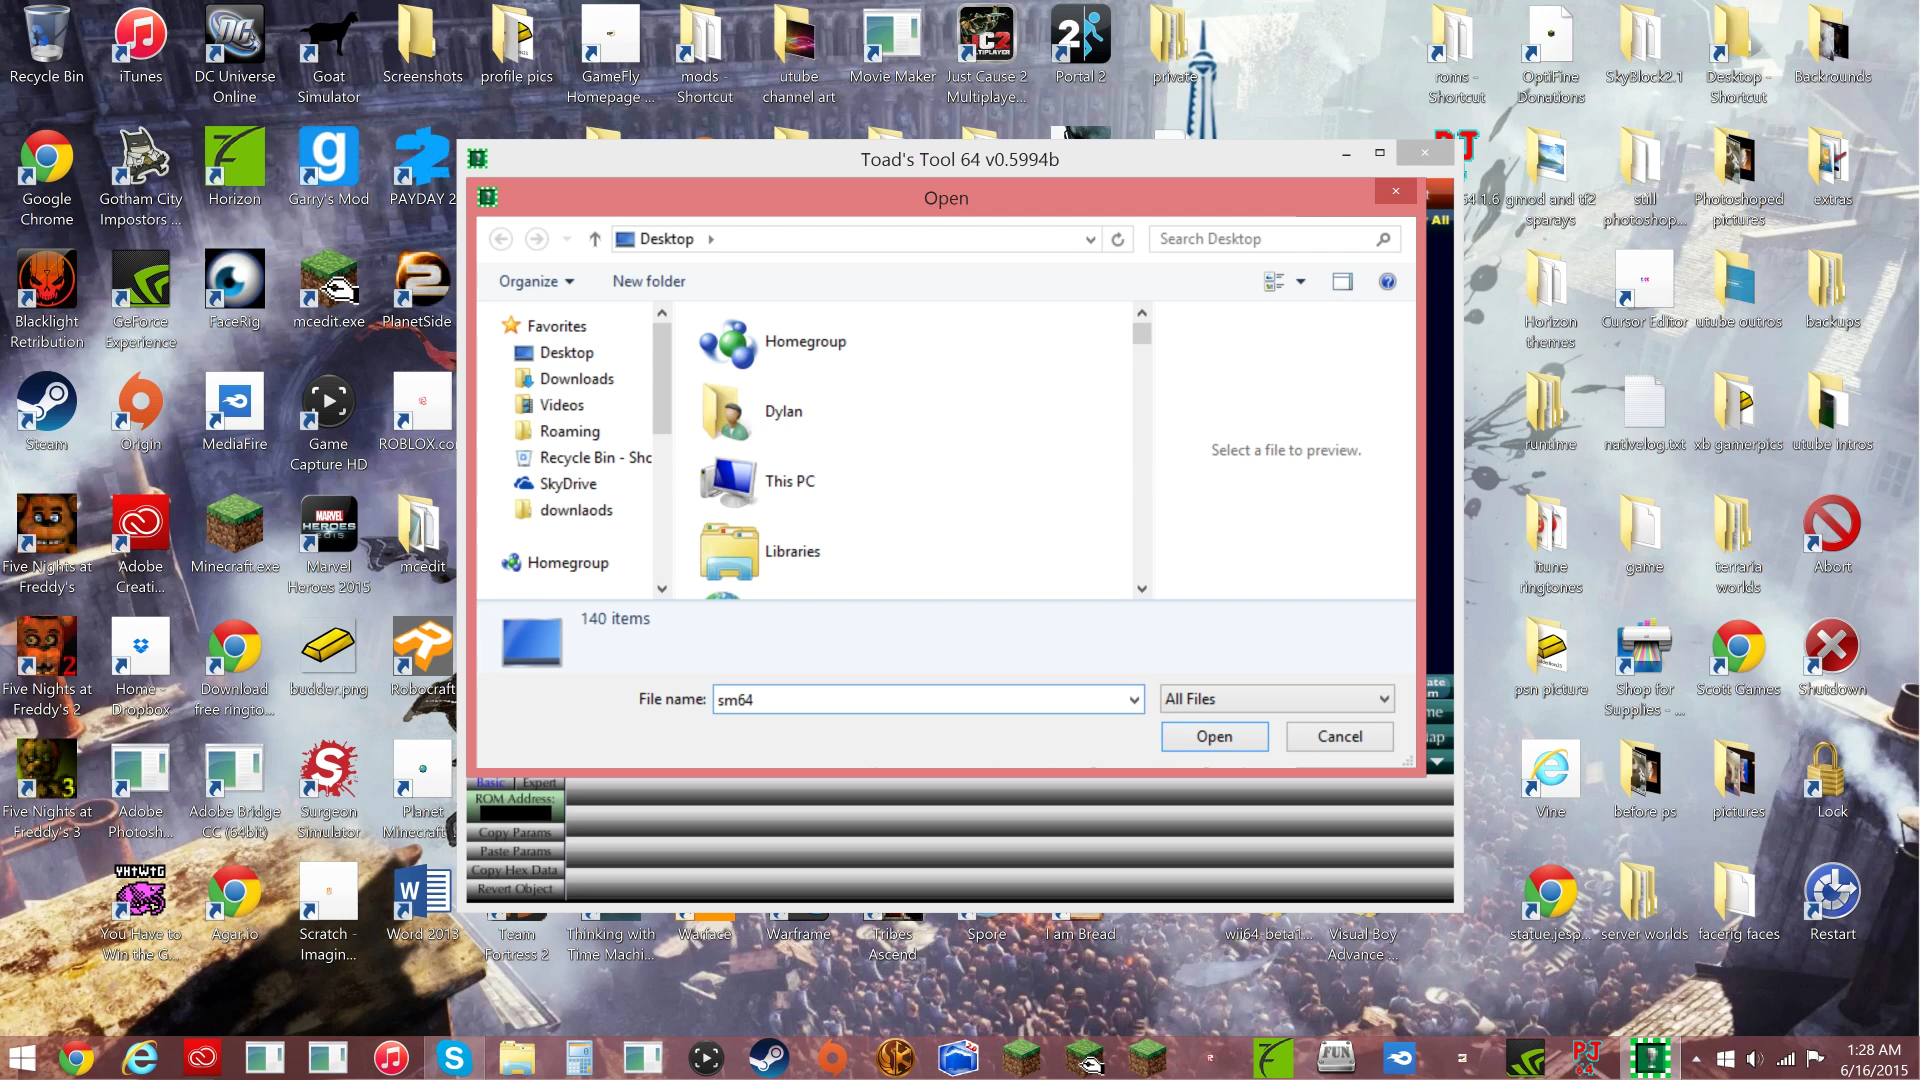 Recycle Bin
iTunes
DC Universe Online
Goat Simulator
Screenshots
profile pics
GameFly Homepage ...
mods - Shortcut
utube channel art
Movie Maker
Just Cause 2 Multiplaye...
Portal 2
private
roms - Shortcut
OptiFine Donations
SkyBlock2.1
Desktop - Shortcut
Backrounds
Google Chrome
Gotham City Impostors ...
Horizon
Garry's Mod
PAYDAY 2
Toad's Tool 64 v0.5994b
Open
64 1.6
gmod and tf2 sparays
still photoshop...
Photoshoped pictures
extras
All
Desktop
Search Desktop
Organize
New folder
Blacklight Retribution
GeForce Experience
FaceRig
mcedit.exe
PlanetSide
Horizon themes
Cursor Editor
utube outros
backups
Favorites
Desktop
Downloads
Videos
Roaming
Recycle Bin - Shc
SkyDrive
downlaods
Homegroup
Homegroup
Dylan
This PC
Libraries
Select a file to preview.
Steam
Origin
MediaFire
Game Capture HD
ROBLOX.co
runtime
nativelog.txt
xb gamerpics
utube intros
Five Nights at Freddy's
Adobe Creati...
Minecraft.exe
MARVEL HEROES 2015
Marvel Heroes 2015
mcedit
itune ringtones
game
terraria worlds
Abort
140 items
File name:
sm64
All Files
Open
Cancel
Five Nights at Freddy's 2
Home - Dropbox
Download free ringto...
budder.png
Robocraft
psn picture
Shop for Supplies - ...
Scott Games
Shutdown
Basic
Expert
ROM Address:
Copy Params
Paste Params
Copy Hex Data
Revert Object
Five Nights at Freddy's 3
Adobe Photosh...
Adobe Bridge CC (64bit)
Surgeon Simulator
Planet Minecraft
Vine
before ps
pictures
Lock
YHtWtG
You Have to Win the G...
Agar.io
Scratch - Imagin...
Word 2013
Team Fortress 2
Thinking with Time Machi...
Warface
Warframe
Tribes Ascend
Spore
I am Bread
wii64-beta1...
Visual Boy Advance ...
statue.jesp...
server worlds
facerig faces
Restart
FUN
PJ 64
1:28 AM
6/16/2015